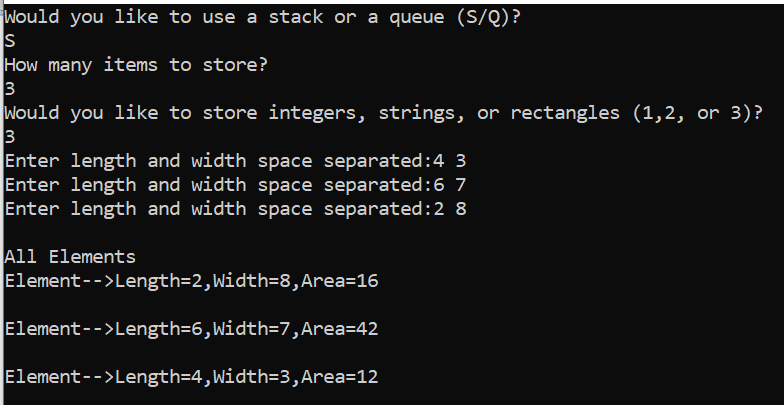 Would you like to use a stack or a queue (S/Q)?
S
How many items to store?
3
Would you like to store integers, strings, or rectangles (1,2, or 3)?
3
Enter length and width space separated:4 3
Enter length and width space separated:6 7
Enter length and width space separated:2 8
All Elements
Element-->Length=2,Width=8,Area=16
Element-->Length=6,Width=7,Area=42
Element-->Length=4,Width=3,Area=12